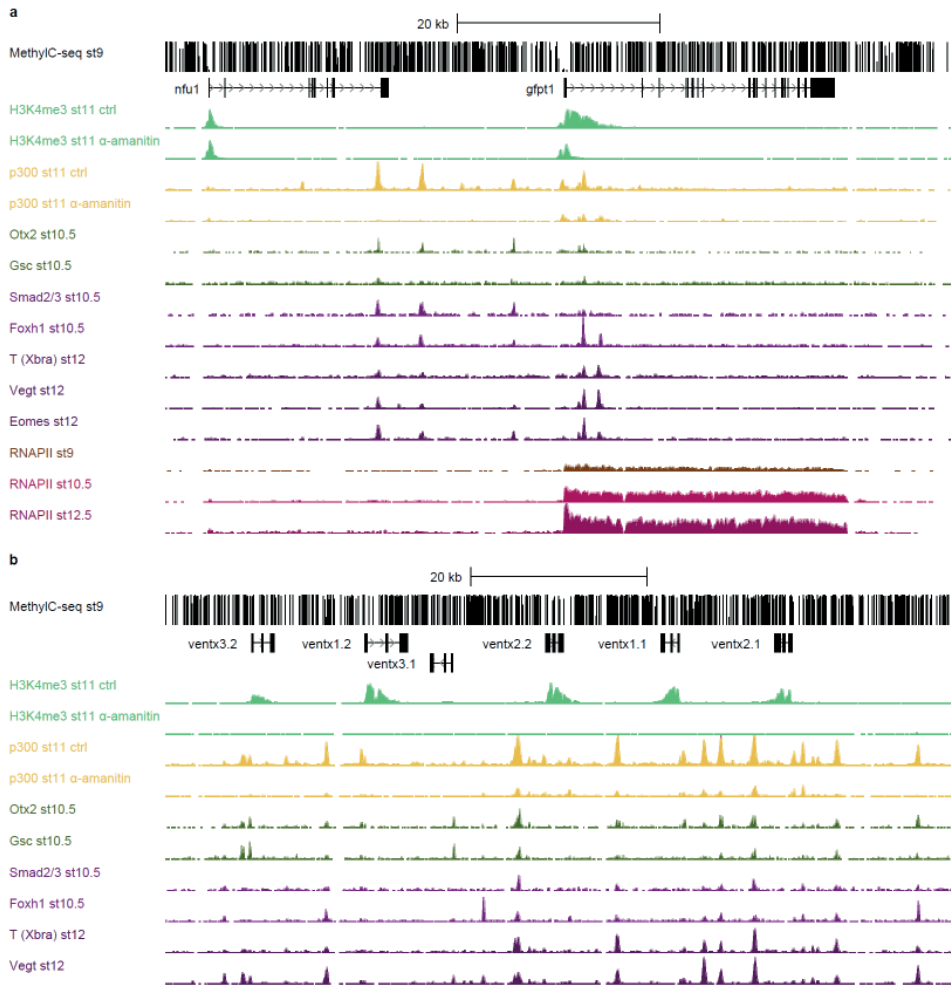 a
20 kb
MethylC-seq st9
nfu1 gfpt1
H3K4me3 st11 ctrl
H3K4me3 st11 α-amanitin
p300 st11 ctrl
p300 st11 α-amanitin
Otx2 st10.5
Gsc st10.5
Smad2/3 st10.5
Foxh1 st10.5
T (Xbra) st12
Vegt st12
Eomes st12
RNAPII st9
RNAPII st10.5
RNAPII st12.5
b
20 kb
MethylC-seq st9
ventx3.2 ventx1.2 ventx2.2 ventx1.1 ventx2.1
ventx3.1
H3K4me3 st11 ctrl
H3K4me3 st11 α-amanitin
p300 st11 ctrl
p300 st11 α-amanitin
Otx2 st10.5
Gsc st10.5
Smad2/3 st10.5
Foxh1 st10.5
T (Xbra) st12
Vegt st12